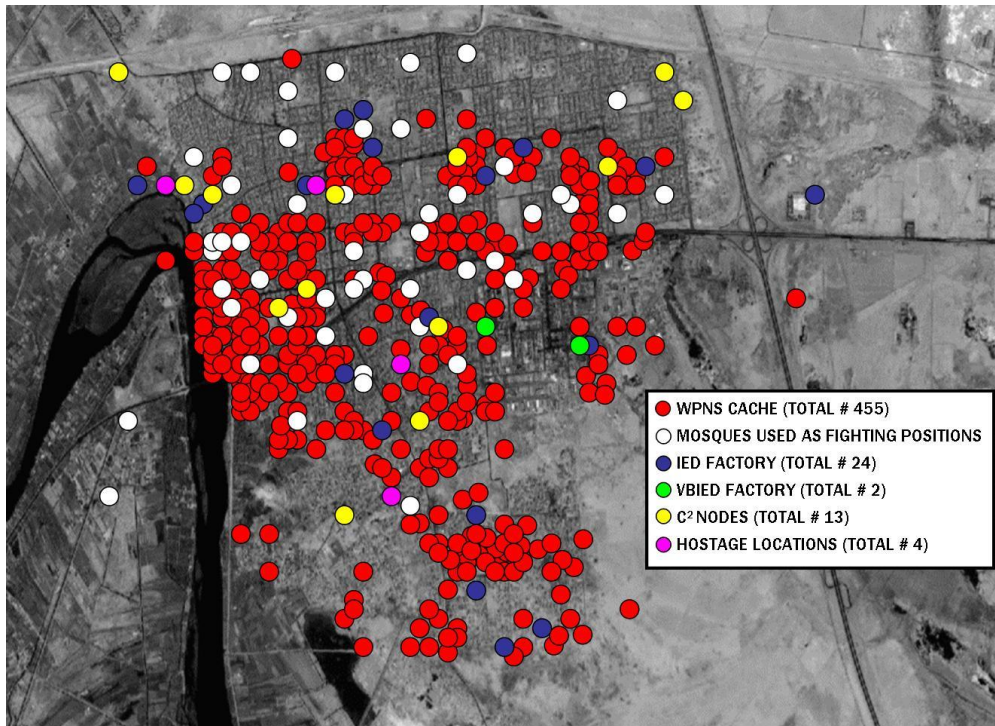 WPNS CACHE (TOTAL # 455)
MOSQUES USED AS FIGHTING POSITIONS
IED FACTORY (TOTAL # 24)
VBIED FACTORY (TOTAL # 2)
C² NODES (TOTAL # 13)
HOSTAGE LOCATIONS (TOTAL # 4)